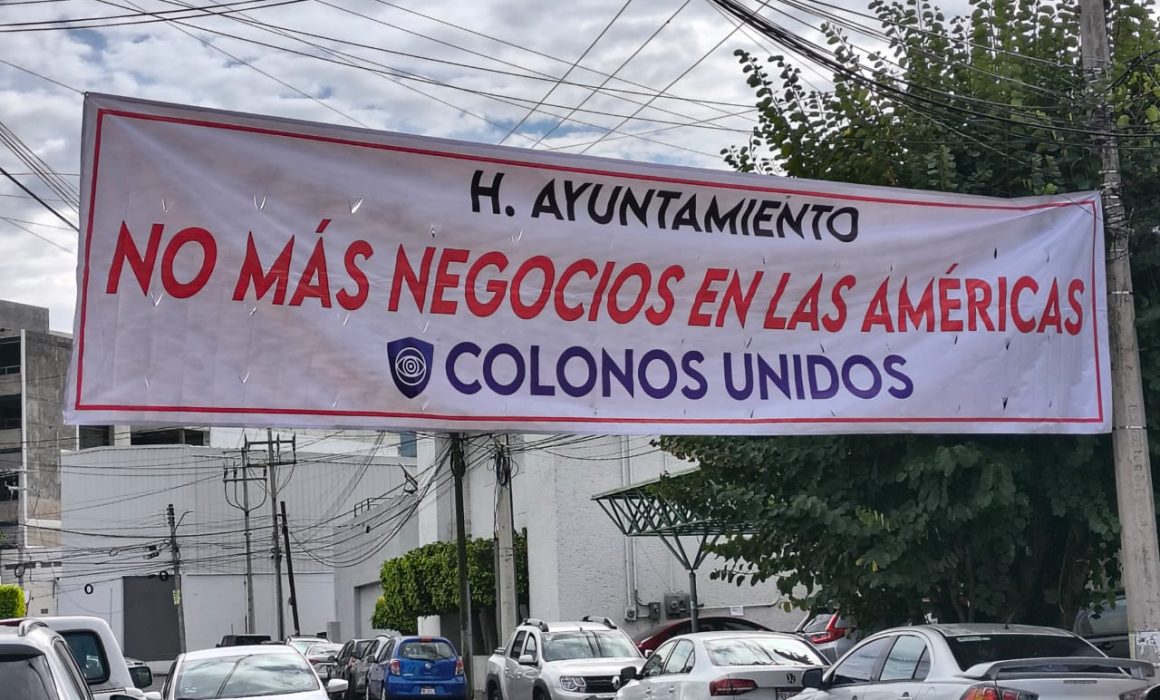 H. AYUNTAMIENTO
NO MÁS NEGOCIOS EN LAS AMÉRICAS
COLONOS UNIDOS